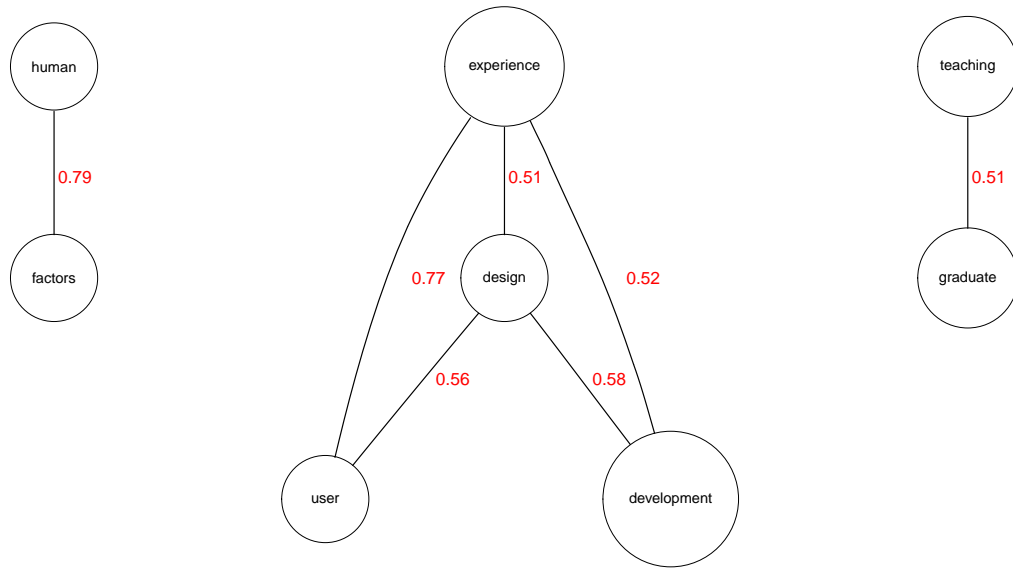 human
experience
teaching
0.79
0.51
0.51
factors
0.77
design
0.52
graduate
0.56
0.58
user
development